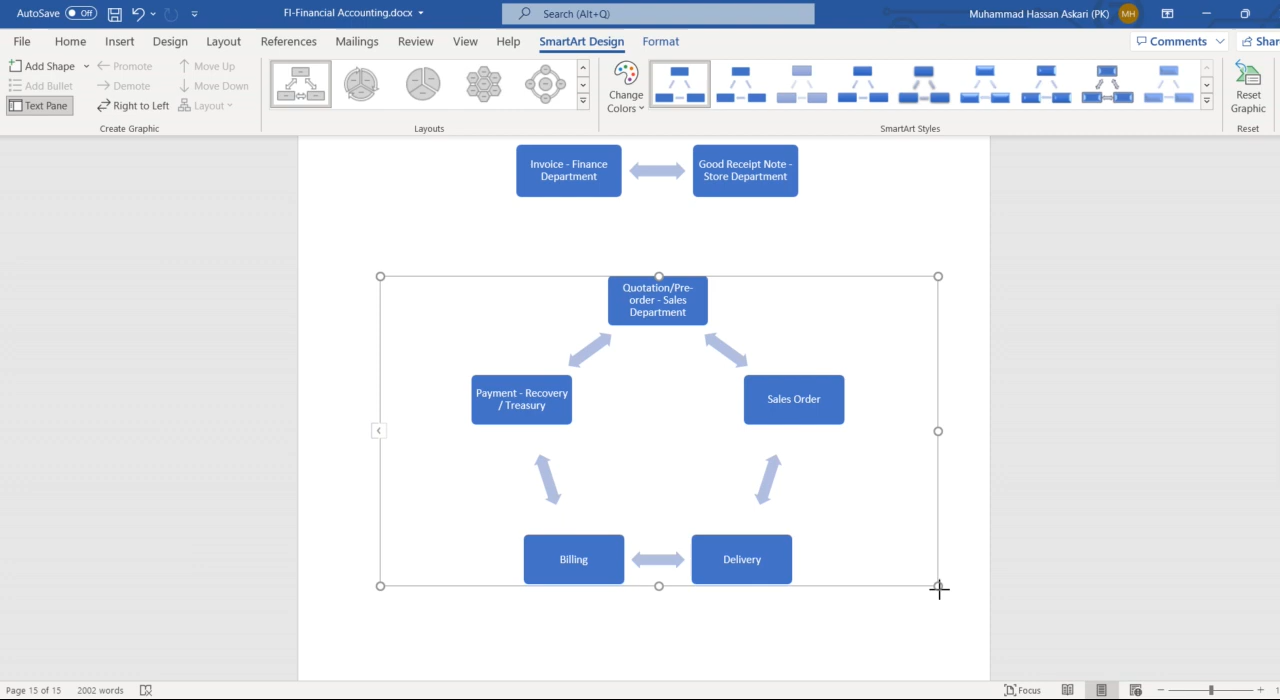 AutoSave Off FI-Financial Accounting.docx Search (Alt+Q) Muhammad Hassan Askari (PK) MH
File Home Insert Design Layout References Mailings Review View Help SmartArt Design Format Comments Shar
Add Shape Promote Move Up
Add Bullet Demote Move Down
Text Pane Right to Left Layout
Change
Colors
Reset
Graphic
Create Graphic Layouts SmartArt Styles Reset
Invoice - Finance
Department
Good Receipt Note -
Store Department
Quotation/Pre-
order - Sales
Department
Payment - Recovery
/ Treasury
Sales Order
Billing
Delivery
Page 15 of 15 2002 words Focus